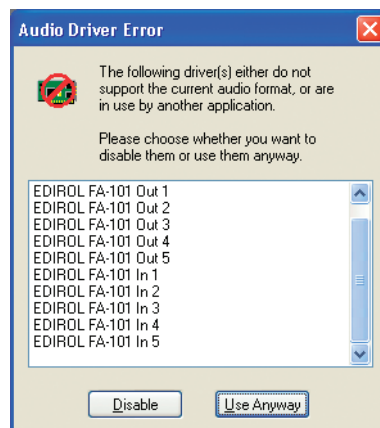 Audio Driver Error
The following driver(s) either do not
support the current audio format, or are
in use by another application.
Please choose whether you want to
disable them or use them anyway.
EDIROL FA-101 Out 1
EDIROL FA-101 Out 2
EDIROL FA-101 Out 3
EDIROL FA-101 Out 4
EDIROL FA-101 Out 5
EDIROL FA-101 In 1
EDIROL FA-101 In 2
EDIROL FA-101 In 3
EDIROL FA-101 In 4
EDIROL FA-101 In 5
Disable
Use Anyway